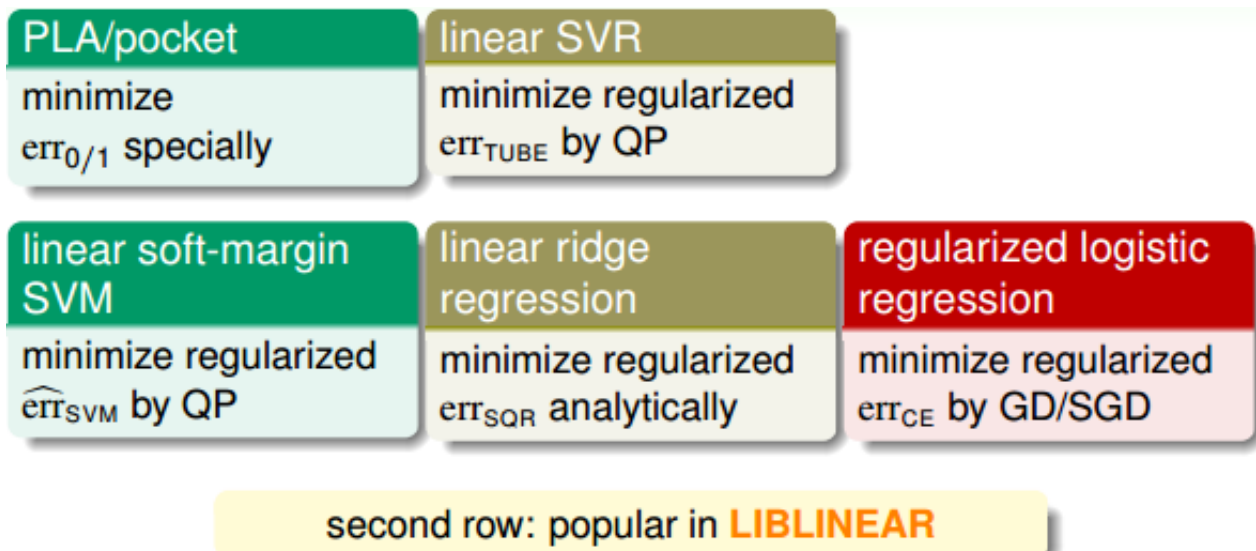 PLA/pocket
minimize
err0/1 specially
linear SVR
minimize regularized
errTUBE by QP
linear soft-margin
SVM
minimize regularized
êrrSVM by QP
linear ridge
regression
minimize regularized
errSQR analytically
regularized logistic
regression
minimize regularized
errCE by GD/SGD
second row: popular in LIBLINEAR